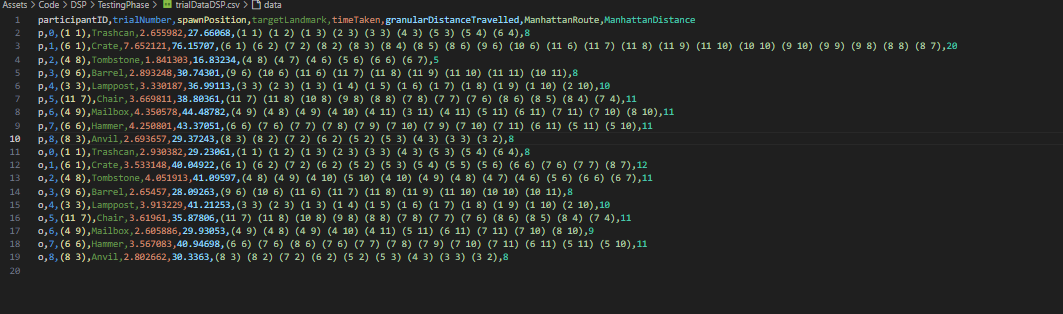 Assets > Code > DSP > TestingPhase > trialDataDSP.csv > data
1 participantID,trialNumber,spawnPosition,targetLandmark,timeTaken,granularDistanceTravelled,ManhattanRoute,ManhattanDistance
2 p,0,(1 1),Trashcan,2.655982,27.66068,(1 1) (1 2) (1 3) (2 3) (3 3) (4 3) (5 3) (5 4) (6 4),8
3 p,1,(6 1),Crate,7.652121,76.15707,(6 1) (6 2) (7 2) (8 2) (8 3) (8 4) (8 5) (8 6) (9 6) (10 6) (11 6) (11 7) (11 8) (11 9) (11 10) (10 10) (9 10) (9 9) (9 8) (8 8) (8 7),20
4 p,2,(4 8),Tombstone,1.841303,16.83234,(4 8) (4 7) (4 6) (5 6) (6 6) (6 7),5
5 p,3,(9 6),Barrel,2.893248,30.74301,(9 6) (10 6) (11 6) (11 7) (11 8) (11 9) (11 10) (11 11) (10 11),8
6 p,4,(3 3),Lamppost,3.330187,36.99113,(3 3) (2 3) (1 3) (1 4) (1 5) (1 6) (1 7) (1 8) (1 9) (1 10) (2 10),10
7 p,5,(11 7),Chair,3.669811,38.80361,(11 7) (11 8) (10 8) (9 8) (8 8) (7 8) (7 7) (7 6) (8 6) (8 5) (8 4) (7 4),11
8 p,6,(4 9),Mailbox,4.350578,44.48782,(4 9) (4 8) (4 9) (4 10) (4 11) (3 11) (4 11) (5 11) (6 11) (7 11) (7 10) (8 10),11
9 p,7,(6 6),Hammer,4.250801,43.37051,(6 6) (7 6) (7 7) (7 8) (7 9) (7 10) (7 9) (7 10) (7 11) (6 11) (5 11) (5 10),11
10 p,8,(8 3),Anvil,2.693657,29.37243,(8 3) (8 2) (7 2) (6 2) (5 2) (5 3) (4 3) (3 3) (3 2),8
11 o,0,(1 1),Trashcan,2.930382,29.23061,(1 1) (1 2) (1 3) (2 3) (3 3) (4 3) (5 3) (5 4) (6 4),8
12 o,1,(6 1),Crate,3.533148,40.04922,(6 1) (6 2) (7 2) (6 2) (5 2) (5 3) (5 4) (5 5) (5 6) (6 6) (7 6) (7 7) (8 7),12
13 o,2,(4 8),Tombstone,4.051913,41.09597,(4 8) (4 9) (4 10) (5 10) (4 10) (4 9) (4 8) (4 7) (4 6) (5 6) (6 6) (6 7),11
14 o,3,(9 6),Barrel,2.65457,28.09263,(9 6) (10 6) (11 6) (11 7) (11 8) (11 9) (11 10) (10 10) (10 11),8
15 o,4,(3 3),Lamppost,3.913229,41.21253,(3 3) (2 3) (1 3) (1 4) (1 5) (1 6) (1 7) (1 8) (1 9) (1 10) (2 10),10
16 o,5,(11 7),Chair,3.61961,35.87806,(11 7) (11 8) (10 8) (9 8) (8 8) (7 8) (7 7) (7 6) (8 6) (8 5) (8 4) (7 4),11
17 o,6,(4 9),Mailbox,2.605886,29.93053,(4 9) (4 8) (4 9) (4 10) (4 11) (5 11) (6 11) (7 11) (7 10) (8 10),9
18 o,7,(6 6),Hammer,3.567083,40.94698,(6 6) (7 6) (8 6) (7 6) (7 7) (7 8) (7 9) (7 10) (7 11) (6 11) (5 11) (5 10),11
19 o,8,(8 3),Anvil,2.802662,30.3363,(8 3) (8 2) (7 2) (6 2) (5 2) (5 3) (4 3) (3 3) (3 2),8
20